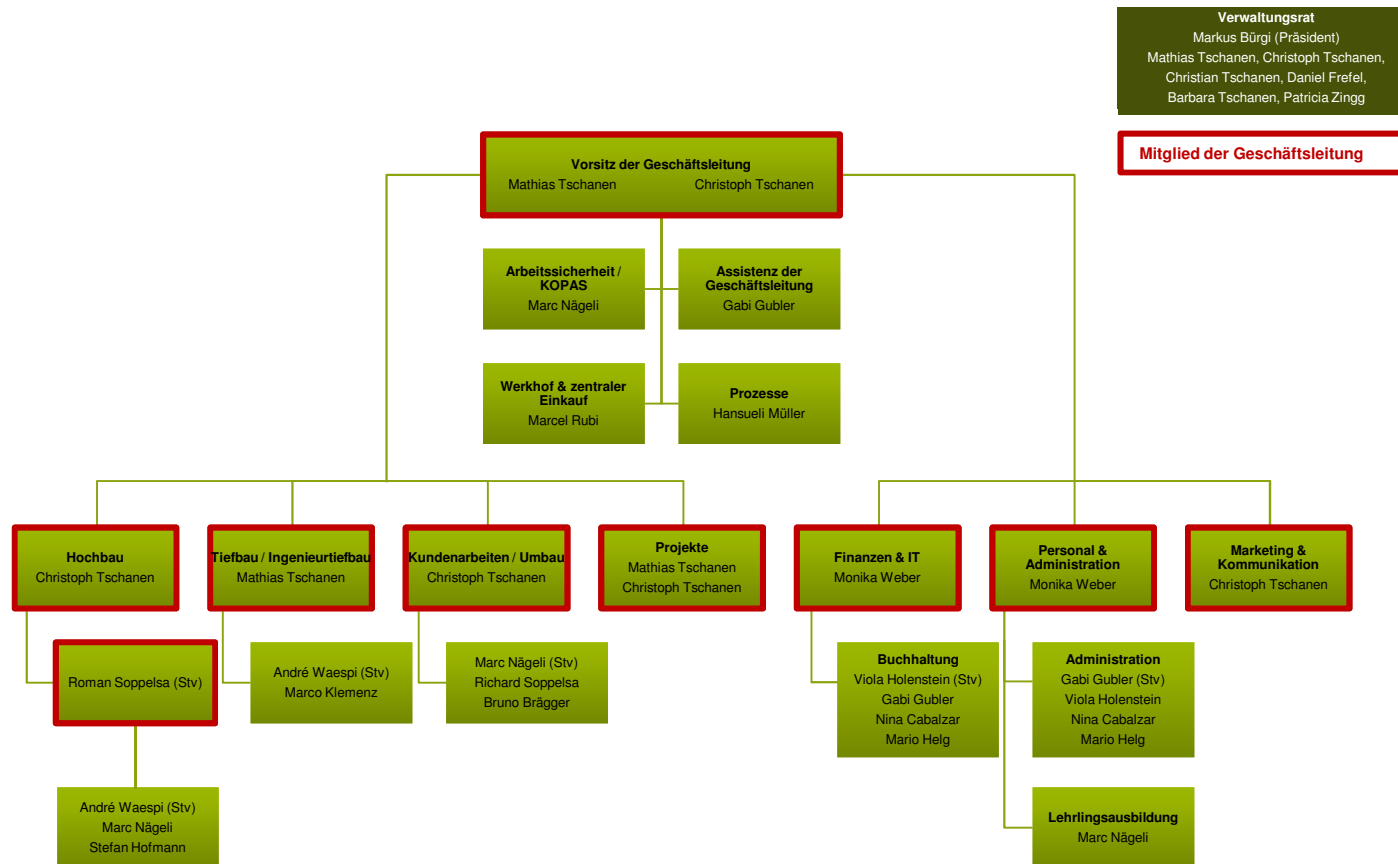 Verwaltungsrat
Markus Bürgi (Präsident)
Mathias Tschanen, Christoph Tschanen,
Christian Tschanen, Daniel Frefel,
Barbara Tschanen, Patricia Zingg
Mitglied der Geschäftsleitung
Vorsitz der Geschäftsleitung
Mathias Tschanen Christoph Tschanen
Arbeitssicherheit /
KOPAS
Marc Nägeli
Assistenz der
Geschäftsleitung
Gabi Gubler
Werkhof & zentraler
Einkauf
Marcel Rubi
Prozesse
Hansueli Müller
Hochbau
Christoph Tschanen
Tiefbau / Ingenieurtiefbau
Mathias Tschanen
Kundenarbeiten / Umbau
Christoph Tschanen
Projekte
Mathias Tschanen
Christoph Tschanen
Finanzen & IT
Monika Weber
Personal &
Administration
Monika Weber
Marketing &
Kommunikation
Christoph Tschanen
Roman Soppelsa (Stv)
André Waespi (Stv)
Marco Klemenz
Marc Nägeli (Stv)
Richard Soppelsa
Bruno Brägger
Buchhaltung
Viola Holenstein (Stv)
Gabi Gubler
Nina Cabalzar
Mario Helg
Administration
Gabi Gubler (Stv)
Viola Holenstein
Nina Cabalzar
Mario Helg
André Waespi (Stv)
Marc Nägeli
Stefan Hofmann
Lehrlingsausbildung
Marc Nägeli